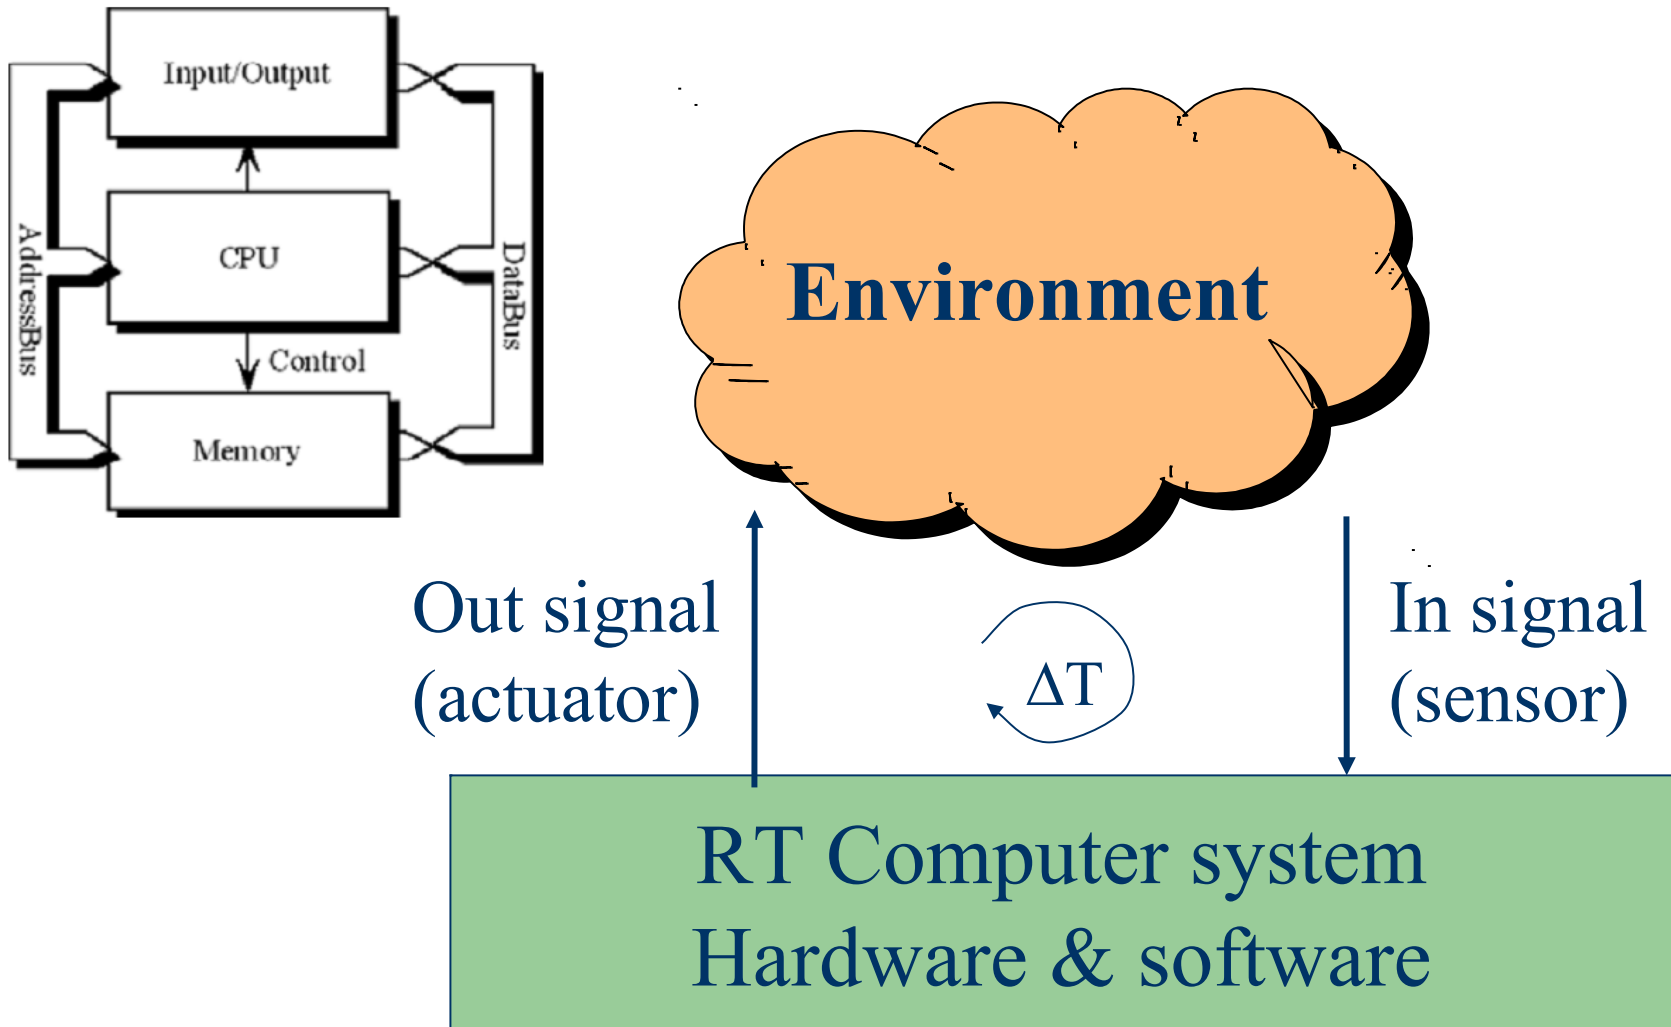 Input/Output
CPU
Control
Memory
AddressBus
DataBus
Environment
Out signal
(actuator)
ΔT
In signal
(sensor)
RT Computer system
Hardware & software